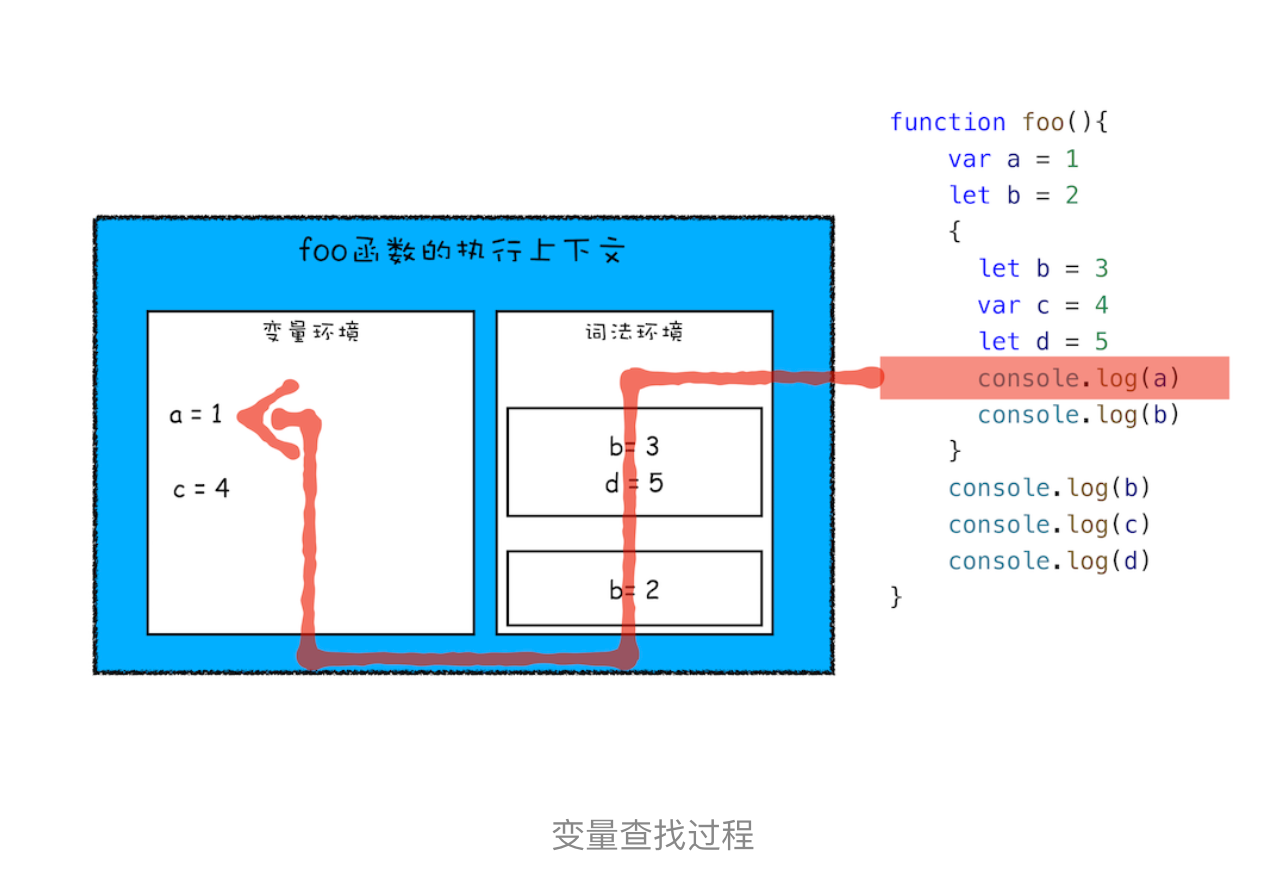 foo函数的执行上下文
变量环境
a = 1
c = 4
词法环境
b= 3
d = 5
b= 2
function foo(){
    var a = 1
    let b = 2
    {
      let b = 3
      var c = 4
      let d = 5
      console.log(a)
      console.log(b)
    }
    console.log(b)
    console.log(c)
    console.log(d)
}
变量查找过程